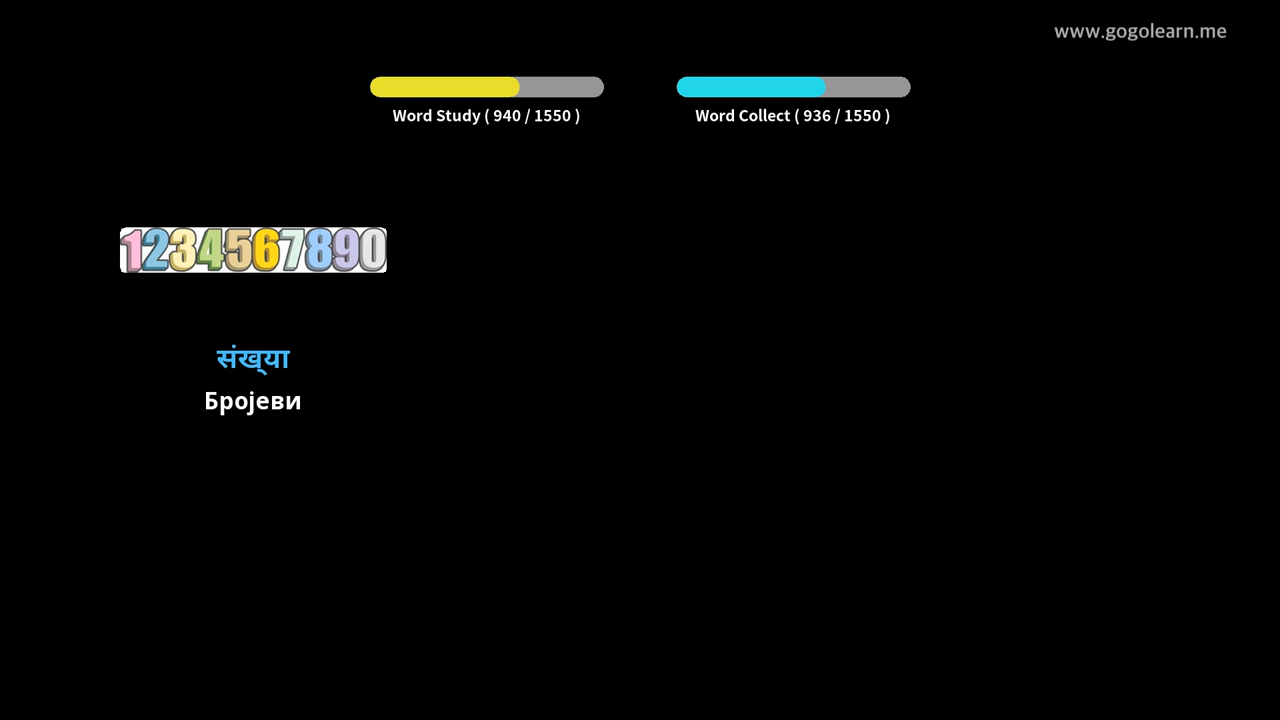 www.gogolearn.me
Word Study ( 940 / 1550 )
Word Collect ( 936 / 1550 )
1234567890
संख्या
Бројеви